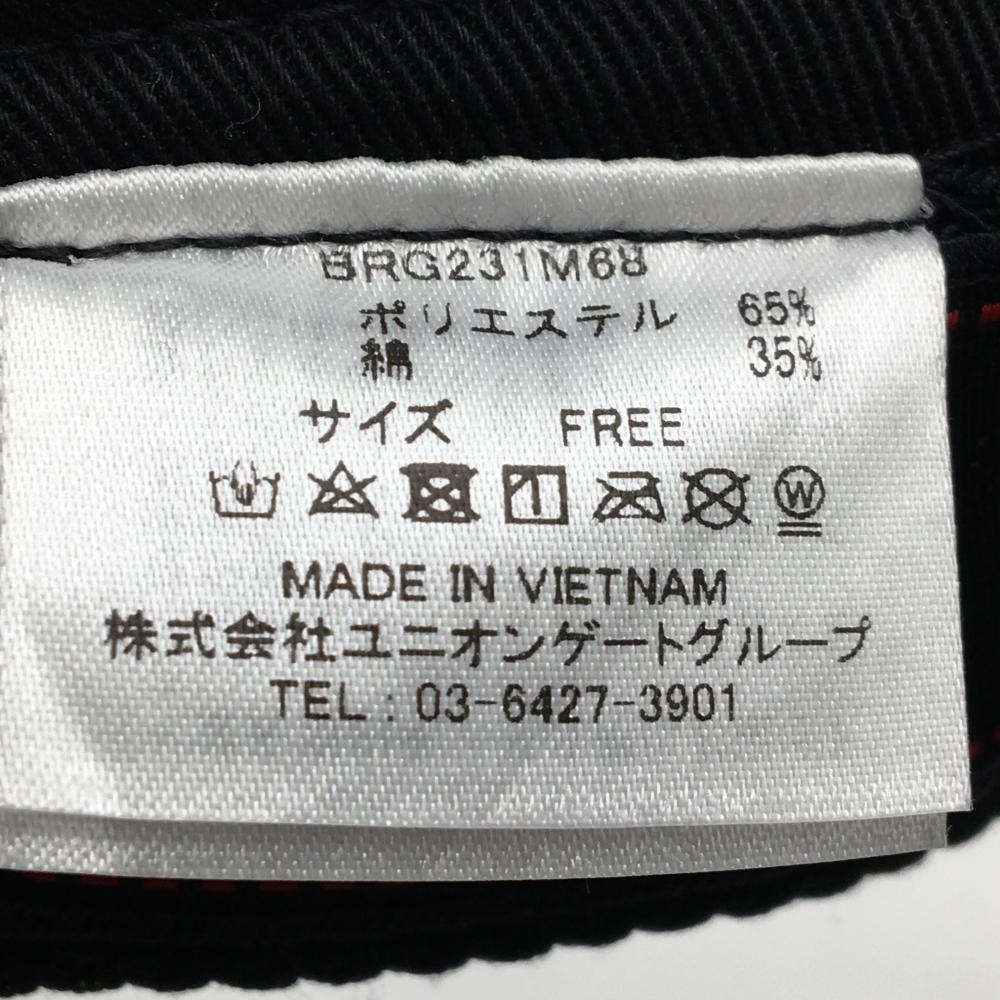 BRG231M68
ポリエステル 65%
綿 35%
サイズ FREE
W
MADE IN VIETNAM
株式会社ユニオンゲートグループ
TEL : 03-6427-3901